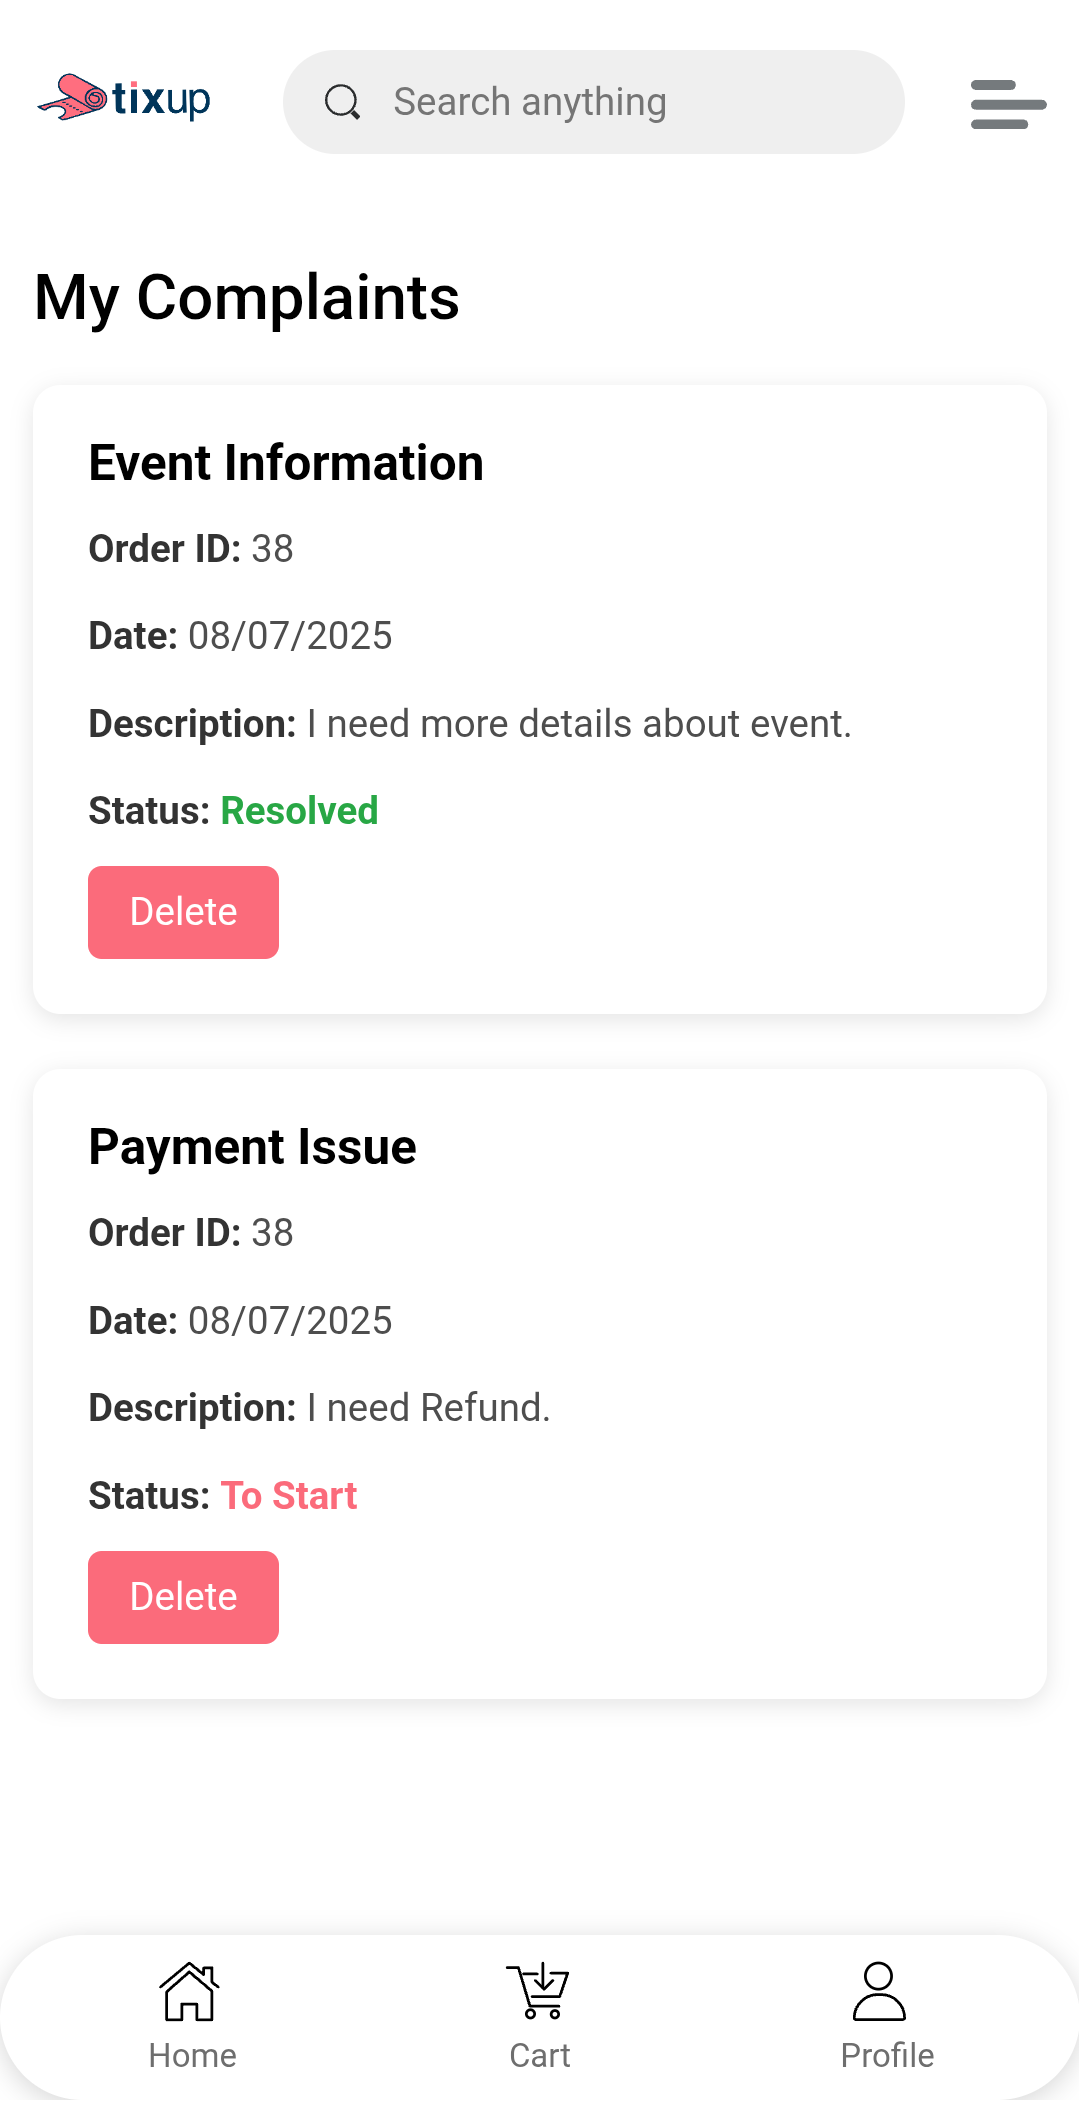 tixup
Search anything
My Complaints
Event Information
Order ID: 38
Date: 08/07/2025
Description: I need more details about event.
Status: Resolved
Delete
Payment Issue
Order ID: 38
Date: 08/07/2025
Description: I need Refund.
Status: To Start
Delete
Home
Cart
Profile